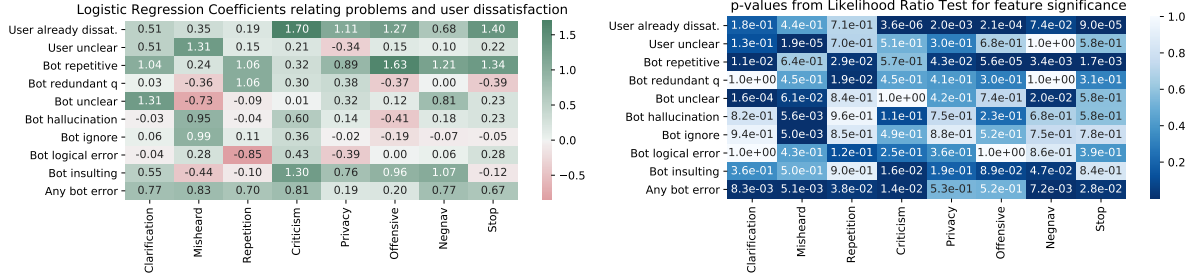 Logistic Regression Coefficients relating problems and user dissatisfaction
User already dissat. 0.51 0.35 0.19 1.70 1.11 1.27 0.68 1.40
User unclear 0.51 1.31 0.15 0.21 -0.34 0.15 0.10 0.22
Bot repetitive 1.04 0.24 1.06 0.32 0.89 1.63 1.21 1.34
Bot redundant q 0.03 -0.36 1.06 0.30 0.38 -0.37 0.00 -0.39
Bot unclear 1.31 -0.73 -0.09 0.01 0.32 0.12 0.81 0.23
Bot hallucination -0.03 0.95 -0.04 0.60 0.14 -0.41 0.18 0.23
Bot ignore 0.06 0.99 0.11 0.36 -0.02 -0.19 -0.07 -0.05
Bot logical error -0.04 0.28 -0.85 0.43 -0.39 0.00 0.06 0.28
Bot insulting 0.55 -0.44 -0.10 1.30 0.76 0.96 1.07 -0.12
Any bot error 0.77 0.83 0.70 0.81 0.19 0.20 0.77 0.67
Clarification Misheard Repetition Criticism Privacy Offensive Negnav Stop
1.5
1.0
0.5
0.0
−0.5
p-values from Likelihood Ratio Test for feature significance
User already dissat. 1.8e-01 4.4e-01 7.1e-01 3.6e-06 2.0e-03 2.1e-04 7.4e-02 9.0e-05
User unclear 1.3e-01 1.9e-05 7.0e-01 5.1e-01 3.0e-01 6.8e-01 1.0e+00 5.8e-01
Bot repetitive 1.1e-02 6.4e-01 2.9e-02 5.7e-01 4.3e-02 5.6e-05 3.4e-03 1.7e-03
Bot redundant q 1.0e+00 4.5e-01 1.9e-02 4.5e-01 4.1e-01 3.0e-01 1.0e+00 3.1e-01
Bot unclear 1.6e-04 6.1e-02 8.4e-01 1.0e+00 4.2e-01 7.4e-01 2.0e-02 5.8e-01
Bot hallucination 8.2e-01 5.6e-03 9.6e-01 1.1e-01 7.5e-01 2.3e-01 6.8e-01 5.8e-01
Bot ignore 9.4e-01 5.0e-03 8.5e-01 4.9e-01 8.8e-01 5.2e-01 7.5e-01 7.8e-01
Bot logical error 1.0e+00 4.3e-01 1.2e-01 2.5e-01 3.6e-01 1.0e+00 8.6e-01 3.9e-01
Bot insulting 3.6e-01 5.0e-01 9.0e-01 1.6e-02 1.9e-01 8.9e-02 4.7e-02 8.4e-01
Any bot error 8.3e-03 5.1e-03 3.8e-02 1.4e-02 5.3e-01 5.2e-01 7.2e-03 2.8e-02
Clarification Misheard Repetition Criticism Privacy Offensive Negnav Stop
1.0
0.8
0.6
0.4
0.2